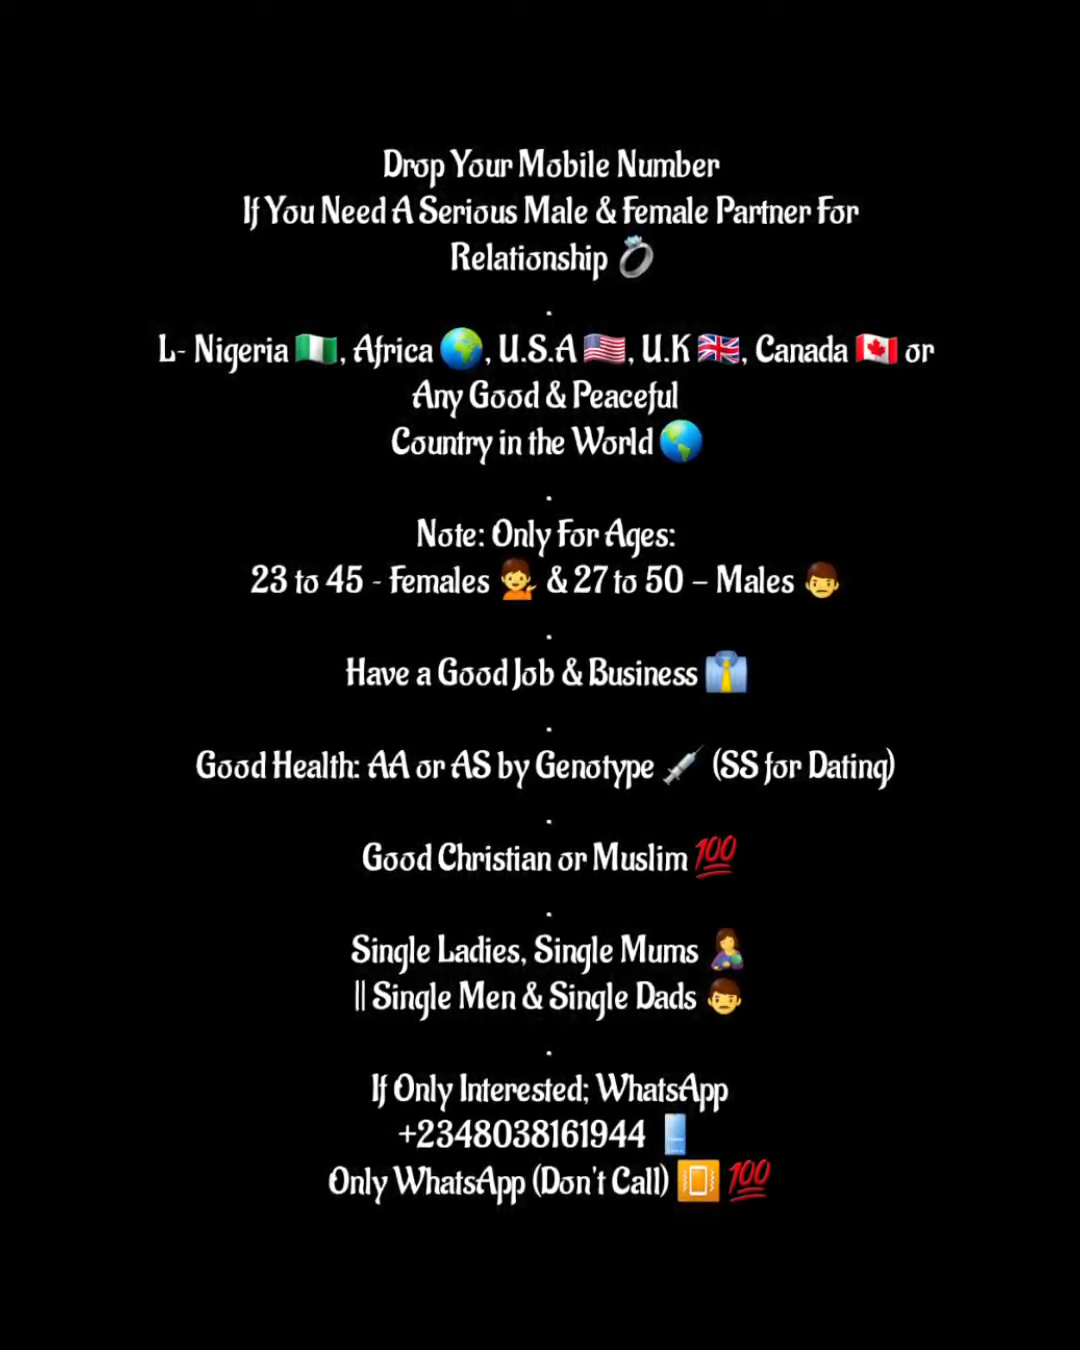 Drop Your Mobile Number
If You Need A Serious Male & Female Partner For
Relationship 💍
.
L- Nigeria 🇳🇬, Africa 🌍, U.S.A 🇺🇸, U.K 🇬🇧, Canada 🇨🇦 or
Any Good & Peaceful
Country in the World 🌎
.
Note: Only For Ages:
23 to 45 - Females 💁 & 27 to 50 – Males 👨
.
Have a Good Job & Business 👔
.
Good Health: AA or AS by Genotype 💉 (SS for Dating)
.
Good Christian or Muslim 💯
.
Single Ladies, Single Mums 🤱
|| Single Men & Single Dads 👨
.
If Only Interested; WhatsApp
+2348038161944 📱
Only WhatsApp (Don't Call) 📳 💯